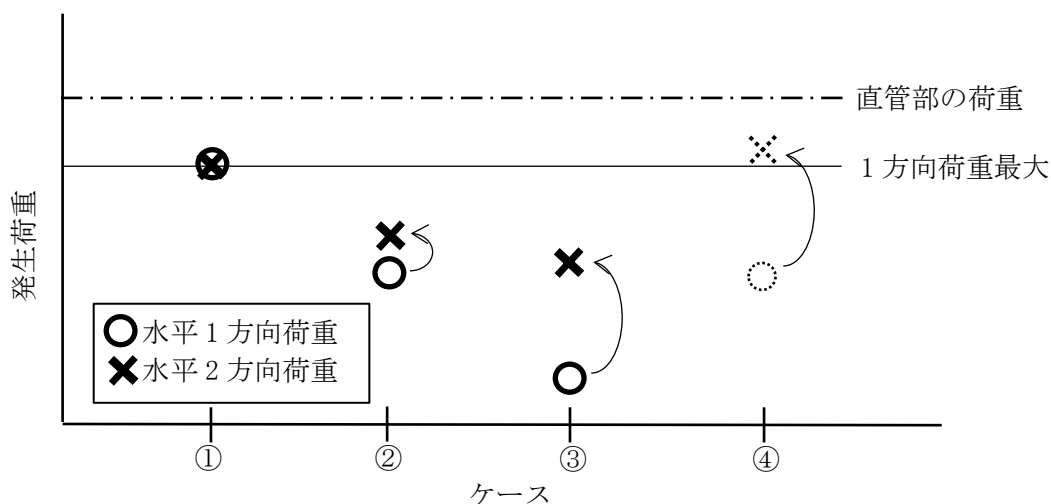 直管部の荷重
1方向荷重最大
発生荷重
水平1方向荷重
水平2方向荷重
① ② ③ ④
ケース